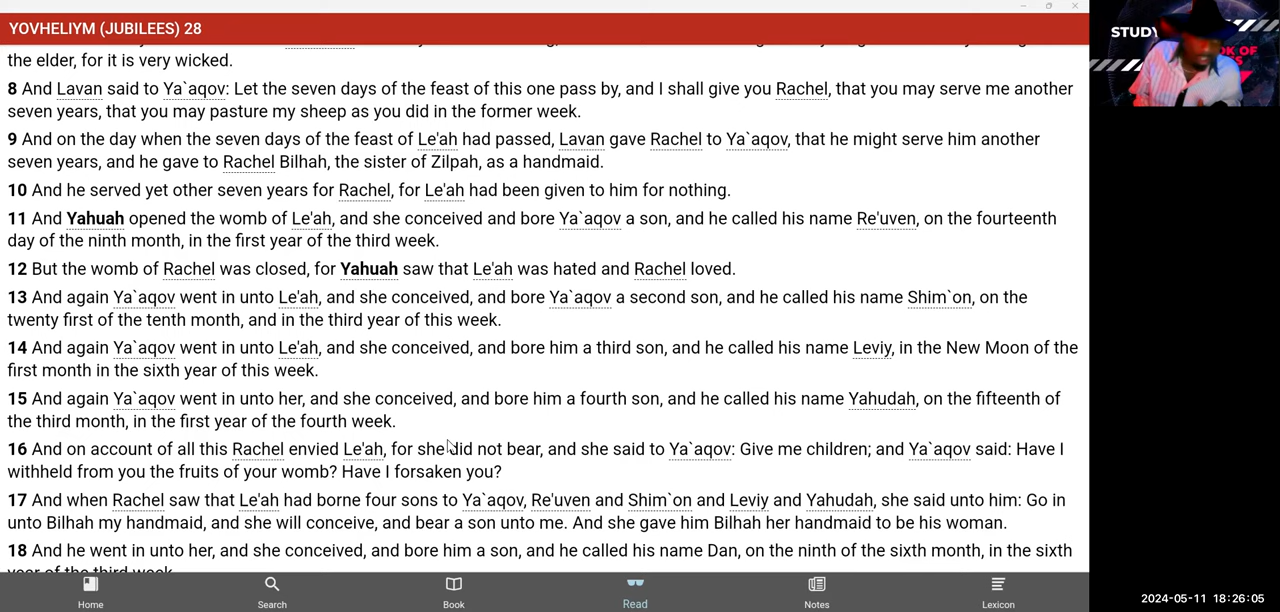 YOVHELIYM (JUBILEES) 28
the elder, for it is very wicked.
8 And Lavan said to Ya`aqov: Let the seven days of the feast of this one pass by, and I shall give you Rachel, that you may serve me another
seven years, that you may pasture my sheep as you did in the former week.
9 And on the day when the seven days of the feast of Le'ah had passed, Lavan gave Rachel to Ya`aqov, that he might serve him another
seven years, and he gave to Rachel Bilhah, the sister of Zilpah, as a handmaid.
10 And he served yet other seven years for Rachel, for Le'ah had been given to him for nothing.
11 And Yahuah opened the womb of Le'ah, and she conceived and bore Ya`aqov a son, and he called his name Re'uven, on the fourteenth
day of the ninth month, in the first year of the third week.
12 But the womb of Rachel was closed, for Yahuah saw that Le'ah was hated and Rachel loved.
13 And again Ya`aqov went in unto Le'ah, and she conceived, and bore Ya`aqov a second son, and he called his name Shim`on, on the
twenty first of the tenth month, and in the third year of this week.
14 And again Ya`aqov went in unto Le'ah, and she conceived, and bore him a third son, and he called his name Leviy, in the New Moon of the
first month in the sixth year of this week.
15 And again Ya`aqov went in unto her, and she conceived, and bore him a fourth son, and he called his name Yahudah, on the fifteenth of
the third month, in the first year of the fourth week.
16 And on account of all this Rachel envied Le'ah, for she did not bear, and she said to Ya`aqov: Give me children; and Ya`aqov said: Have I
withheld from you the fruits of your womb? Have I forsaken you?
17 And when Rachel saw that Le'ah had borne four sons to Ya`aqov, Re'uven and Shim`on and Leviy and Yahudah, she said unto him: Go in
unto Bilhah my handmaid, and she will conceive, and bear a son unto me. And she gave him Bilhah her handmaid to be his woman.
18 And he went in unto her, and she conceived, and bore him a son, and he called his name Dan, on the ninth of the sixth month, in the sixth
year of the third week.
Home Search Book Read Notes Lexicon
STUDY
OK OF
2024-05-11 18:26:05